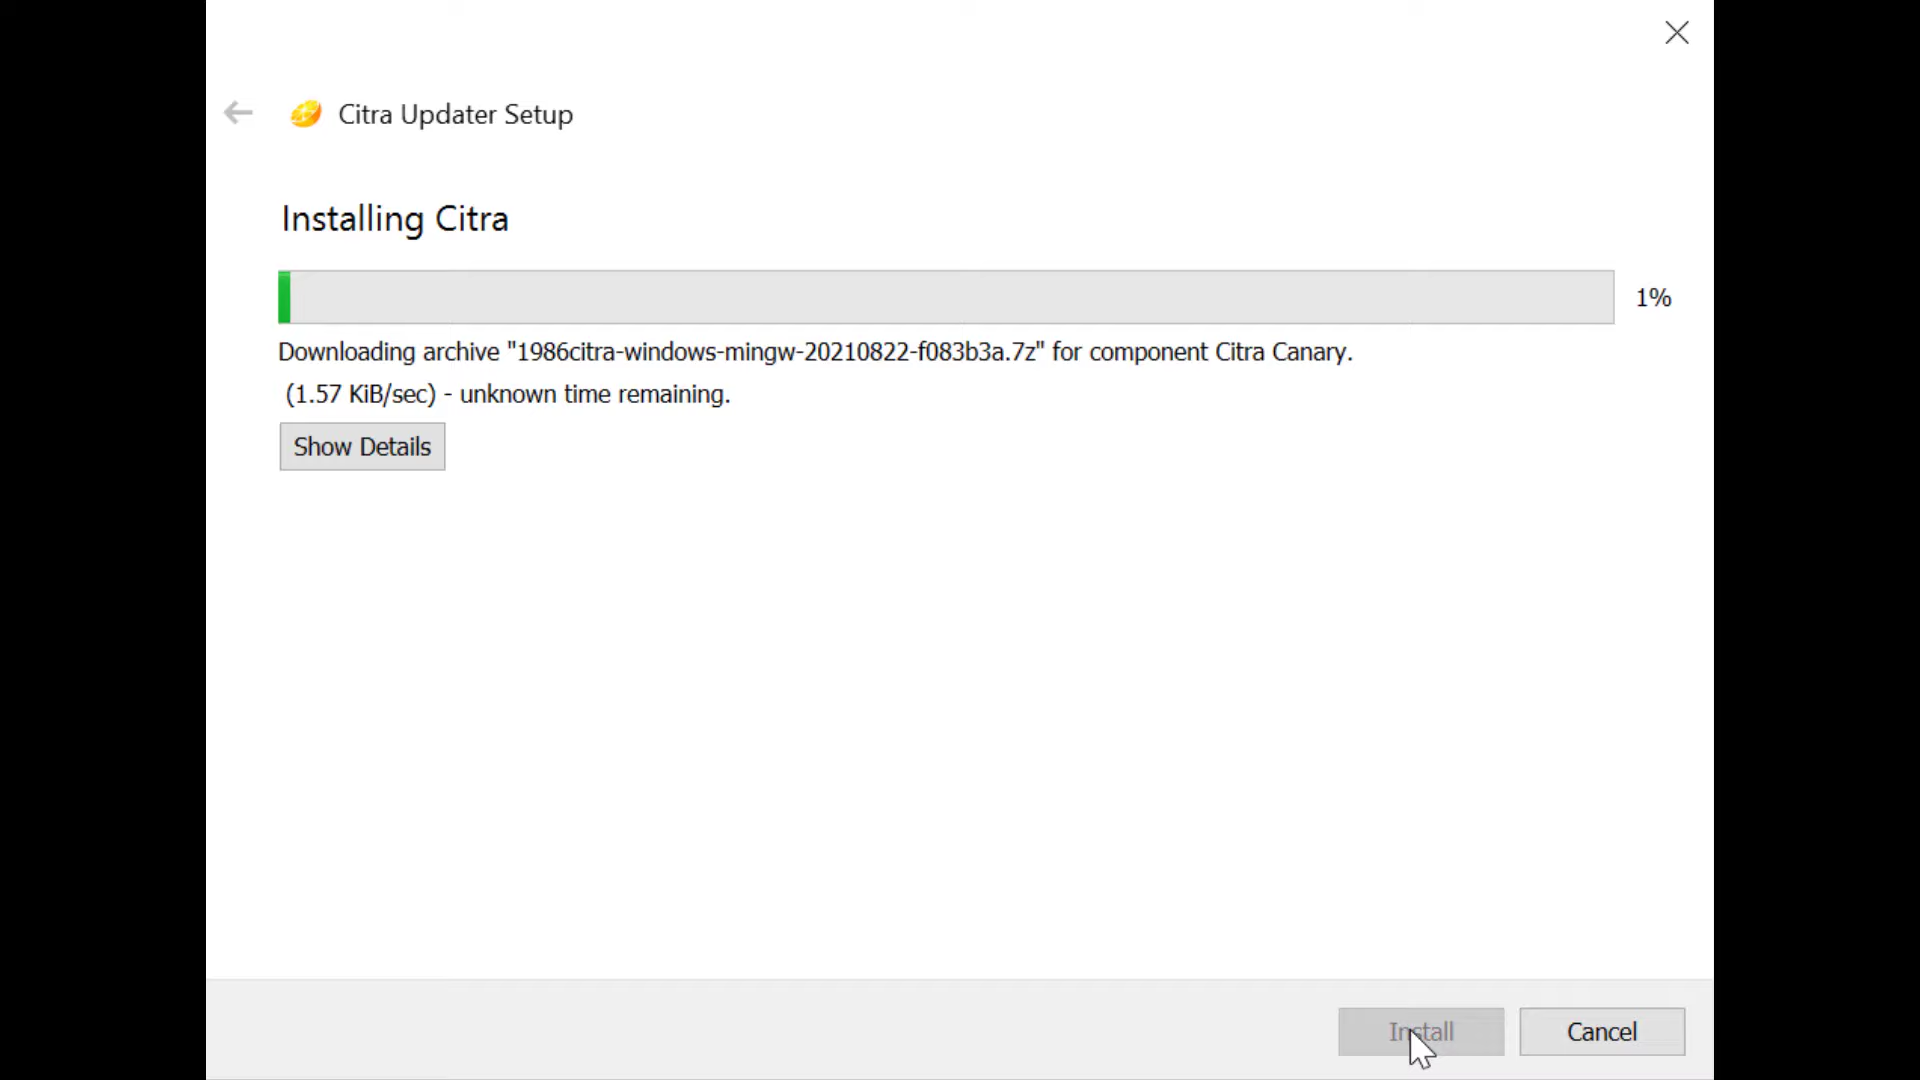 Citra Updater Setup
Installing Citra
1%
Downloading archive "1986citra-windows-mingw-20210822-f083b3a.7z" for component Citra Canary.
(1.57 KiB/sec) - unknown time remaining.
Show Details
Install
Cancel